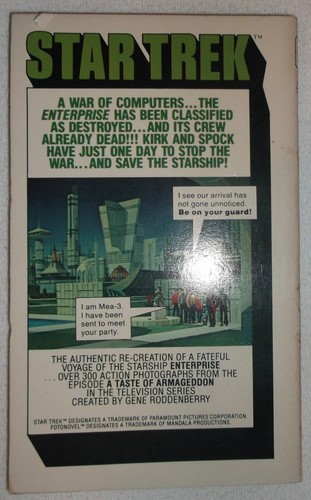 STAR TREK™
A WAR OF COMPUTERS...THE
ENTERPRISE HAS BEEN CLASSIFIED
AS DESTROYED...AND ITS CREW
ALREADY DEAD!!! KIRK AND SPOCK
HAVE JUST ONE DAY TO STOP THE
WAR...AND SAVE THE STARSHIP!
I see our arrival has
not gone unnoticed.
Be on your guard!
I am Mea-3.
I have been
sent to meet
your party.
THE AUTHENTIC RE-CREATION OF A FATEFUL
VOYAGE OF THE STARSHIP ENTERPRISE
...OVER 300 ACTION PHOTOGRAPHS FROM THE
EPISODE A TASTE OF ARMAGEDDON
IN THE TELEVISION SERIES
CREATED BY GENE RODDENBERRY
STAR TREK™ DESIGNATES A TRADEMARK OF PARAMOUNT PICTURES CORPORATION
FOTONOVEL™ DESIGNATES A TRADEMARK OF MANDALA PRODUCTIONS.